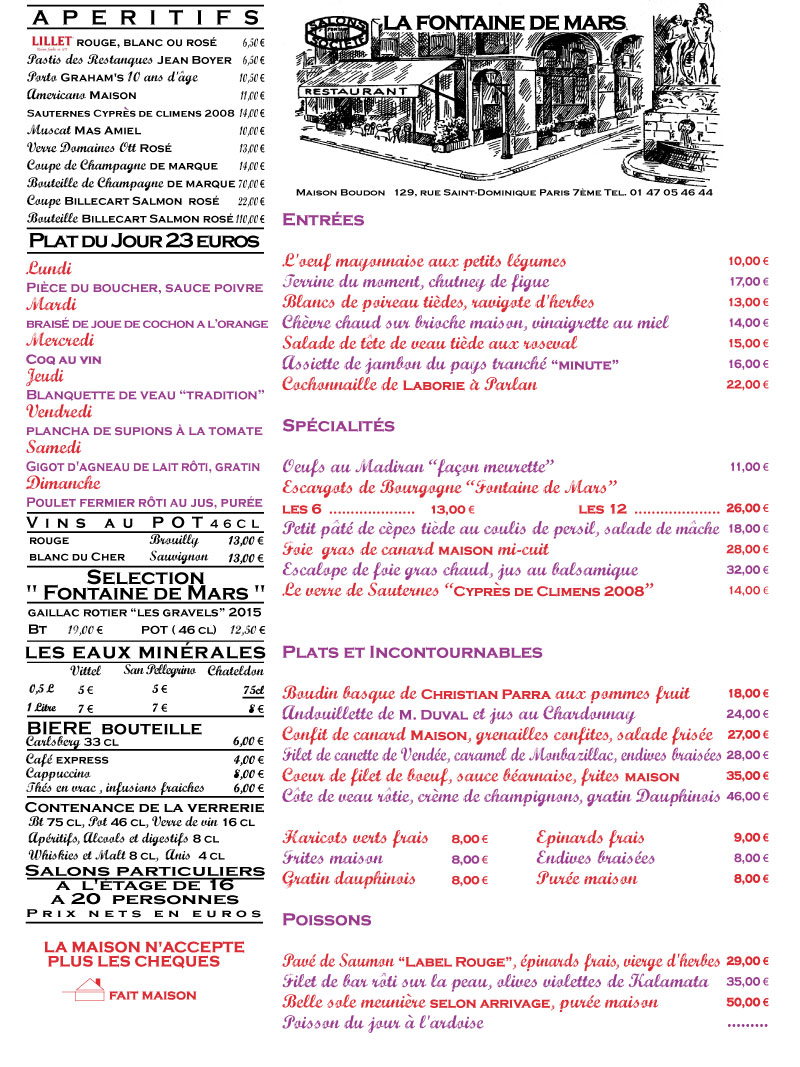 APERITIFS
LILLET ROUGE, BLANC OU ROSÉ 6,50 €
Pastis des Restanques JEAN BOYER 6,50 €
Porto GRAHAM'S 10 ans d'âge 10,50 €
Americano MAISON 11,00 €
SAUTERNES CYPRÈS DE CLIMENS 2008 14,00 €
Muscat MAS AMIEL 10,00 €
Verre Domaines Ott ROSÉ 13,00 €
Coupe de Champagne DE MARQUE 14,00 €
Bouteille de Champagne DE MARQUE 70,00 €
Coupe BILLECART SALMON ROSÉ 22,00 €
Bouteille BILLECART SALMON ROSÉ 110,00 €
PLAT DU JOUR 23 EUROS
Lundi
PIÈCE DU BOUCHER, SAUCE POIVRE
Mardi
BRAISÉ DE JOUE DE COCHON A L'ORANGE
Mercredi
COQ AU VIN
Jeudi
BLANQUETTE DE VEAU “TRADITION”
Vendredi
PLANCHA DE SUPIONS À LA TOMATE
Samedi
GIGOT D'AGNEAU DE LAIT RÔTI, GRATIN
Dimanche
POULET FERMIER RÔTI AU JUS, PURÉE
VINS AU POT 46 CL
ROUGE Brouilly 13,00 €
BLANC DU CHER Sauvignon 13,00 €
SELECTION
" FONTAINE DE MARS "
GAILLAC ROTIER “LES GRAVELS” 2015
BT 19,00 € POT ( 46 CL) 12,50 €
LES EAUX MINÉRALES
Vittel San Pellegrino Chateldon
0,5 L 5 € 5 € 75cl
1 Litre 7 € 7 € 8 €
BIERE BOUTEILLE
Carlsberg 33 CL 6,00 €
Café EXPRESS 4,00 €
Cappuccino 8,00 €
Thés en vrac , infusions fraiches 6,00 €
CONTENANCE DE LA VERRERIE
Bt 75 CL, Pot 46 CL, Verre de vin 16 CL
Apéritifs, Alcools et digestifs 8 CL
Whiskies et Malt 8 CL, Anis 4 CL
SALONS PARTICULIERS
A L'ÉTAGE DE 16
A 20 PERSONNES
PRIX NETS EN EUROS
LA MAISON N'ACCEPTE
PLUS LES CHEQUES
FAIT MAISON
SALONS
SOCIÉTÉ
LA FONTAINE DE MARS
RESTAURANT
MAISON BOUDON 129, RUE SAINT-DOMINIQUE PARIS 7ÈME TEL. 01 47 05 46 44
ENTRÉES
L'oeuf mayonnaise aux petits légumes 10,00 €
Terrine du moment, chutney de figue 17,00 €
Blancs de poireau tièdes, ravigote d'herbes 13,00 €
Chèvre chaud sur brioche maison, vinaigrette au miel 14,00 €
Salade de tête de veau tiède aux roseval 15,00 €
Assiette de jambon du pays tranché “MINUTE” 16,00 €
Cochonnaille de LABORIE à Parlan 22,00 €
SPÉCIALITÉS
Oeufs au Madiran “façon meurette” 11,00 €
Escargots de Bourgogne “Fontaine de Mars”
LES 6 ................... 13,00 € LES 12 .................... 26,00 €
Petit pâté de cèpes tiède au coulis de persil, salade de mâche 18,00 €
Foie gras de canard MAISON mi-cuit 28,00 €
Escalope de foie gras chaud, jus au balsamique 32,00 €
Le verre de Sauternes “CYPRÈS DE CLIMENS 2008” 14,00 €
PLATS ET INCONTOURNABLES
Boudin basque de CHRISTIAN PARRA aux pommes fruit 18,00 €
Andouillette de M. DUVAL et jus au Chardonnay 24,00 €
Confit de canard MAISON, grenailles confites, salade frisée 27,00 €
Filet de canette de Vendée, caramel de Monbazillac, endives braisées 28,00 €
Coeur de filet de boeuf, sauce béarnaise, frites MAISON 35,00 €
Côte de veau rôtie, crème de champignons, gratin Dauphinois 46,00 €
Haricots verts frais 8,00 € Epinards frais 9,00 €
Frites maison 8,00 € Endives braisées 8,00 €
Gratin dauphinois 8,00 € Purée maison 8,00 €
POISSONS
Pavé de Saumon “LABEL ROUGE”, épinards frais, vierge d'herbes 29,00 €
Filet de bar rôti sur la peau, olives violettes de Kalamata 35,00 €
Belle sole meunière SELON ARRIVAGE, purée maison 50,00 €
Poisson du jour à l'ardoise .........